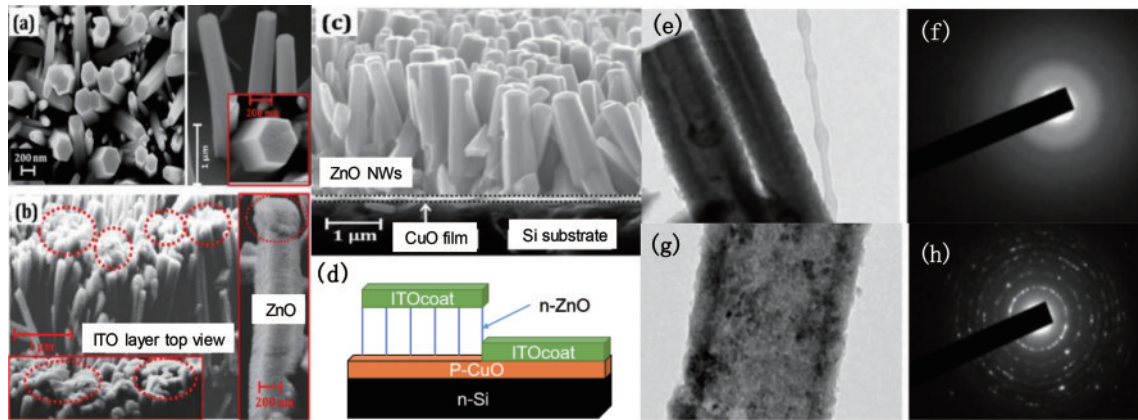 (a)
200 nm
1 µm
200 nm
(b)
ITO layer top view
ZnO
200 nm
(c)
ZnO NWs
1 µm
CuO film
Si substrate
(d)
ITOcoat
n-ZnO
ITOcoat
P-CuO
n-Si
(e)
(f)
(g)
(h)